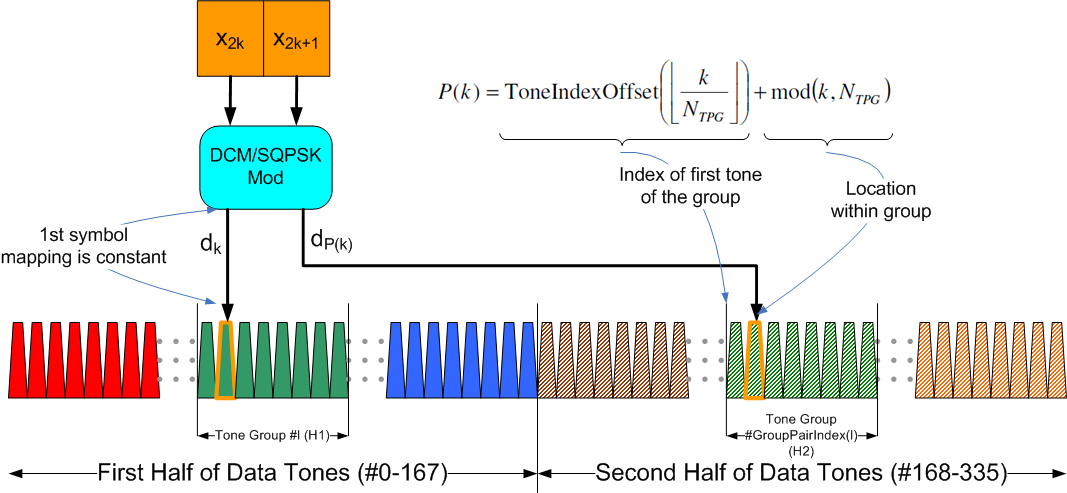 x2k x2k+1
P(k) = ToneIndexOffset(⌊k/N_TPG⌋) + mod(k, N_TPG)
DCM/SQPSK
Mod
Index of first tone
of the group
Location
within group
1st symbol
mapping is constant
dk
dP(k)
Tone Group #l (H1)
Tone Group
#GroupPairIndex(l)
(H2)
First Half of Data Tones (#0-167)
Second Half of Data Tones (#168-335)